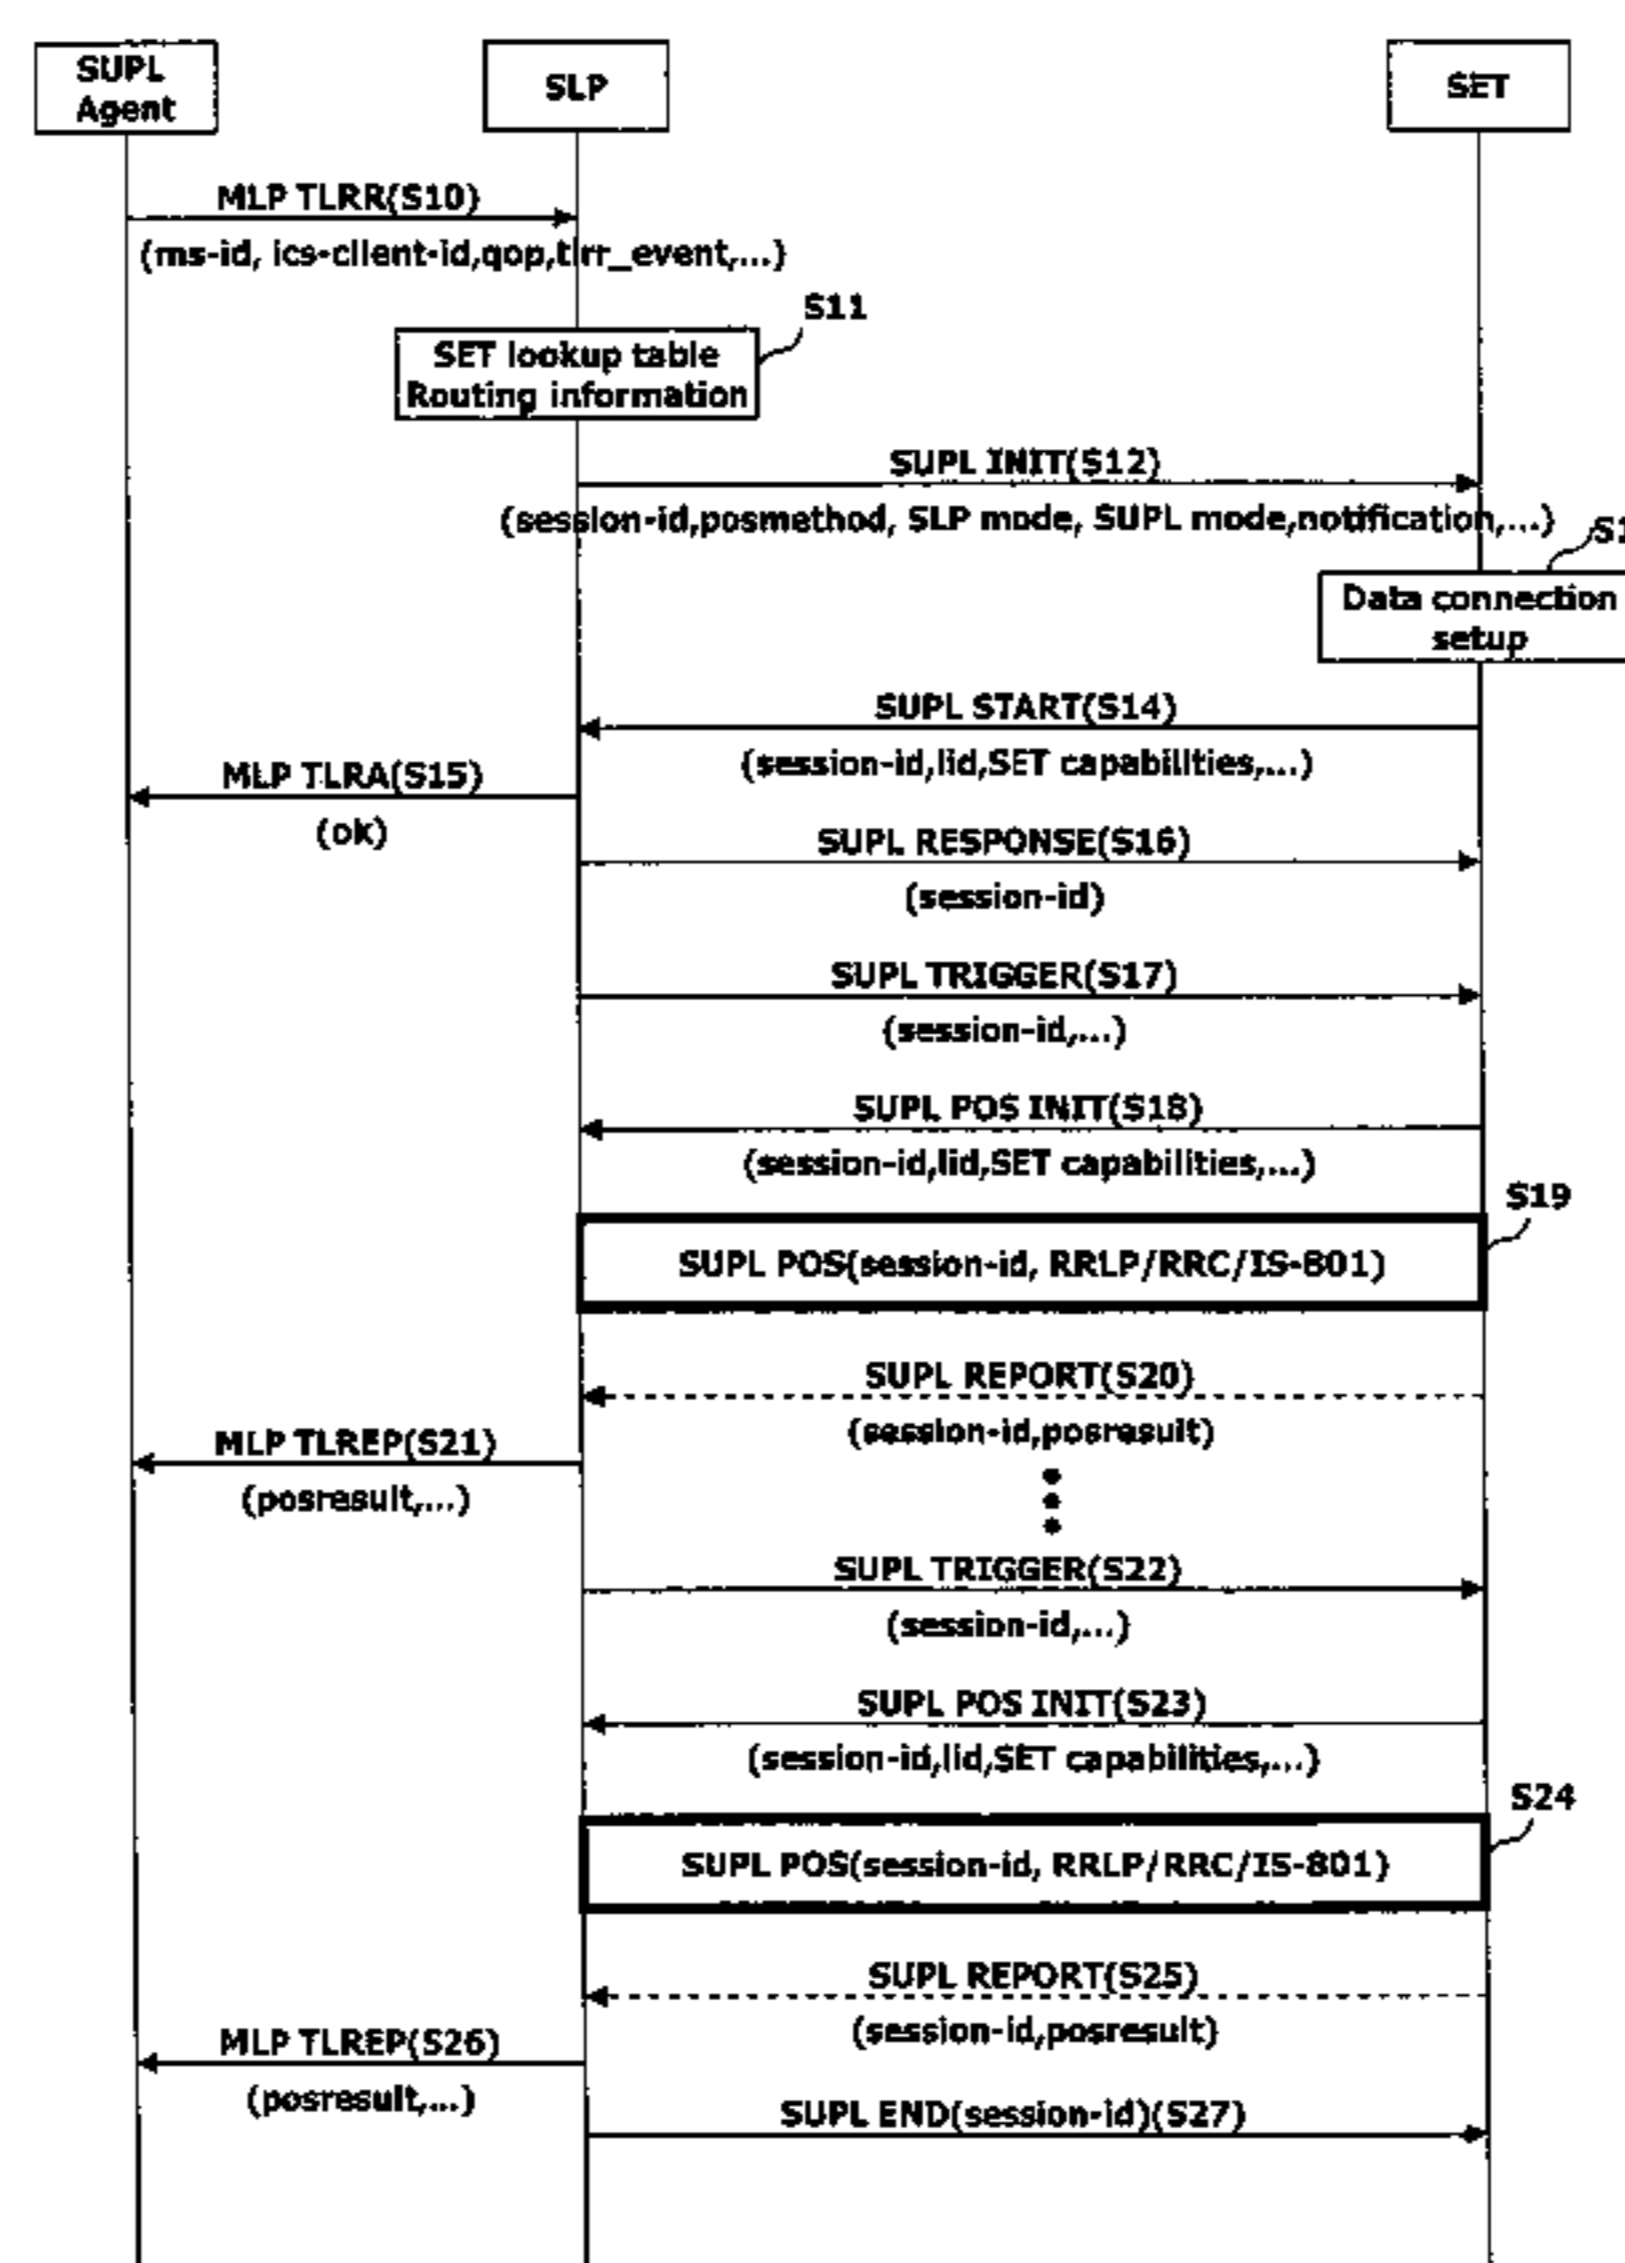 SUPL
Agent
SLP
SET
MLP TLRR(S10)
(ms-id, ics-client-id,qop,tlrr_event,...)
S11
SET lookup table
Routing information
SUPL INIT(S12)
(session-id,posmethod, SLP mode, SUPL mode,notification,...)
Data connection
setup
SUPL START(S14)
(session-id,lid,SET capabilities,...)
MLP TLRA(S15)
(ok)
SUPL RESPONSE(S16)
(session-id)
SUPL TRIGGER(S17)
(session-id,...)
SUPL POS INIT(S18)
(session-id,lid,SET capabilities,...)
S19
SUPL POS(session-id, RRLP/RRC/IS-801)
SUPL REPORT(S20)
(session-id,posresult)
MLP TLREP(S21)
(posresult,...)
SUPL TRIGGER(S22)
(session-id,...)
SUPL POS INIT(S23)
(session-id,lid,SET capabilities,...)
S24
SUPL POS(session-id, RRLP/RRC/IS-801)
SUPL REPORT(S25)
(session-id,posresult)
MLP TLREP(S26)
(posresult,...)
SUPL END(session-id)(S27)